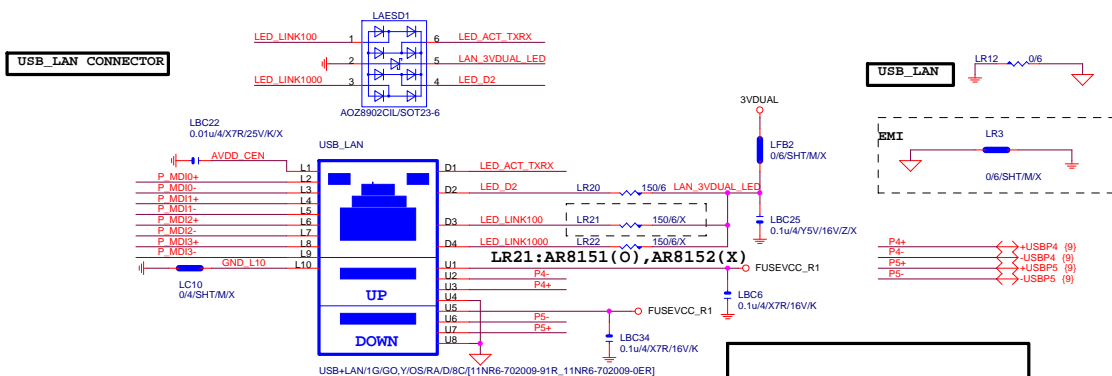 LAESD1
LED_LINK100 1 6 LED_ACT_TXRX
2 5 LAN_3VDUAL_LED
LED_LINK1000 3 4 LED_D2
AOZ8902CIL/SOT23-6
USB_LAN CONNECTOR
USB_LAN
LR12 0/6
EMI
LR3
0/6/SHT/M/X
LBC22
0.01u/4/X7R/25V/K/X
AVDD_CEN L1
P_MDI0+ L2
P_MDI0- L3
P_MDI1+ L4
P_MDI1- L5
P_MDI2+ L6
P_MDI2- L7
P_MDI3+ L8
P_MDI3- L9
GND_L10 L10
LC10
0/4/SHT/M/X
USB_LAN
UP
DOWN
D1 LED_ACT_TXRX
D2 LED_D2 LR20 150/6 LAN_3VDUAL_LED
D3 LED_LINK100 LR21 150/6/X
D4 LED_LINK1000 LR22 150/6/X
LR21:AR8151(O),AR8152(X)
3VDUAL
LFB2
0/6/SHT/M/X
LBC25
0.1u/4/Y5V/16V/Z/X
U1 FUSEVCC_R1
U2 P4-
U3 P4+
U4
U5 FUSEVCC_R1
U6 P5-
U7 P5+
U8
LBC6
0.1u/4/X7R/16V/K
LBC34
0.1u/4/X7R/16V/K
P4+ +USBP4 {9}
P4- -USBP4 {9}
P5+ +USBP5 {9}
P5- -USBP5 {9}
USB+LAN/1G/GO,Y/OS/RA/D/8C/[11NR6-702009-91R_11NR6-702009-0ER]